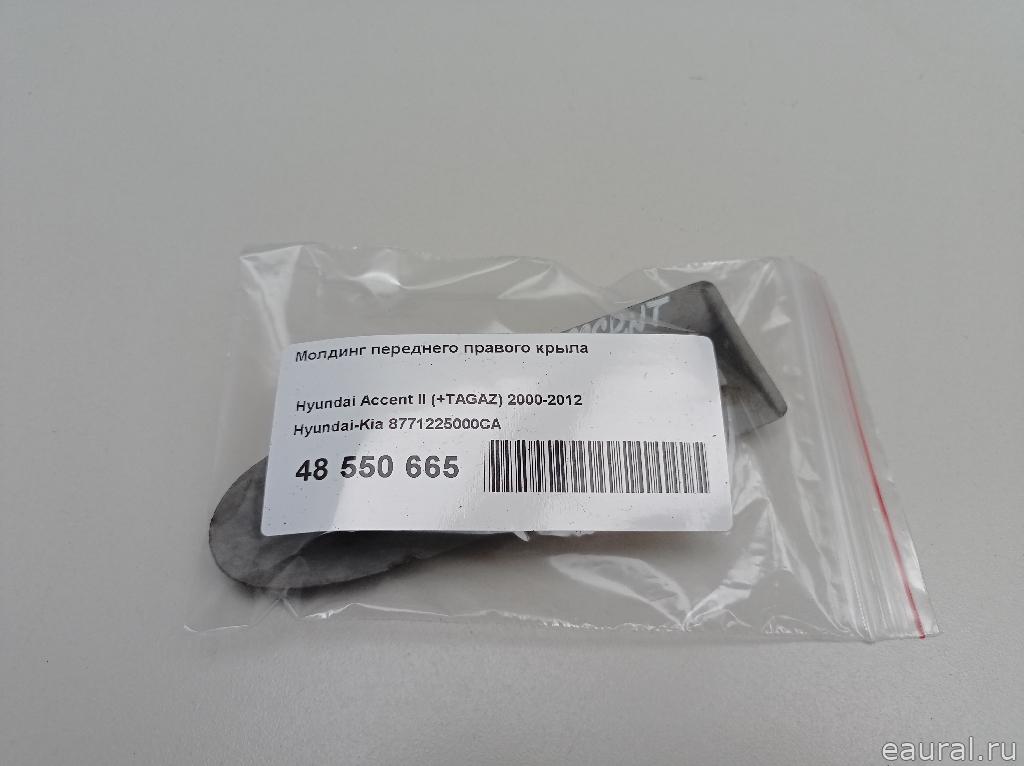 Молдинг переднего правого крыла
Hyundai Accent II (+TAGAZ) 2000-2012
Hyundai-Kia 8771225000CA
48 550 665
eaural.ru